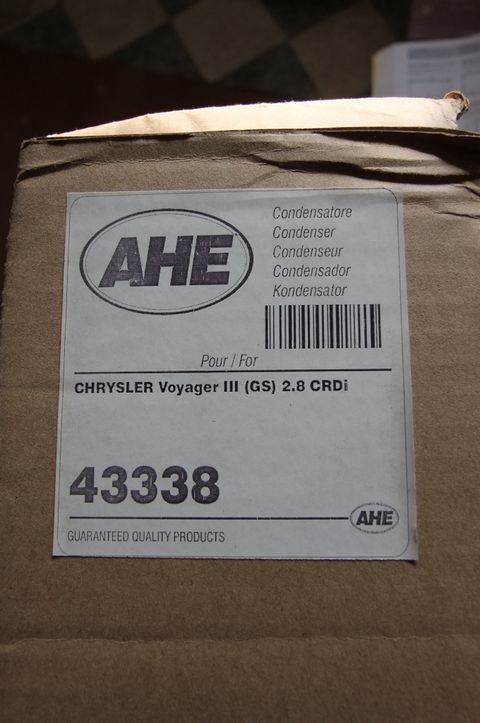 AHE
Condensatore
Condenser
Condenseur
Condensador
Kondensator
Pour / For
CHRYSLER Voyager III (GS) 2.8 CRDi
43338
AHE
GUARANTEED QUALITY PRODUCTS